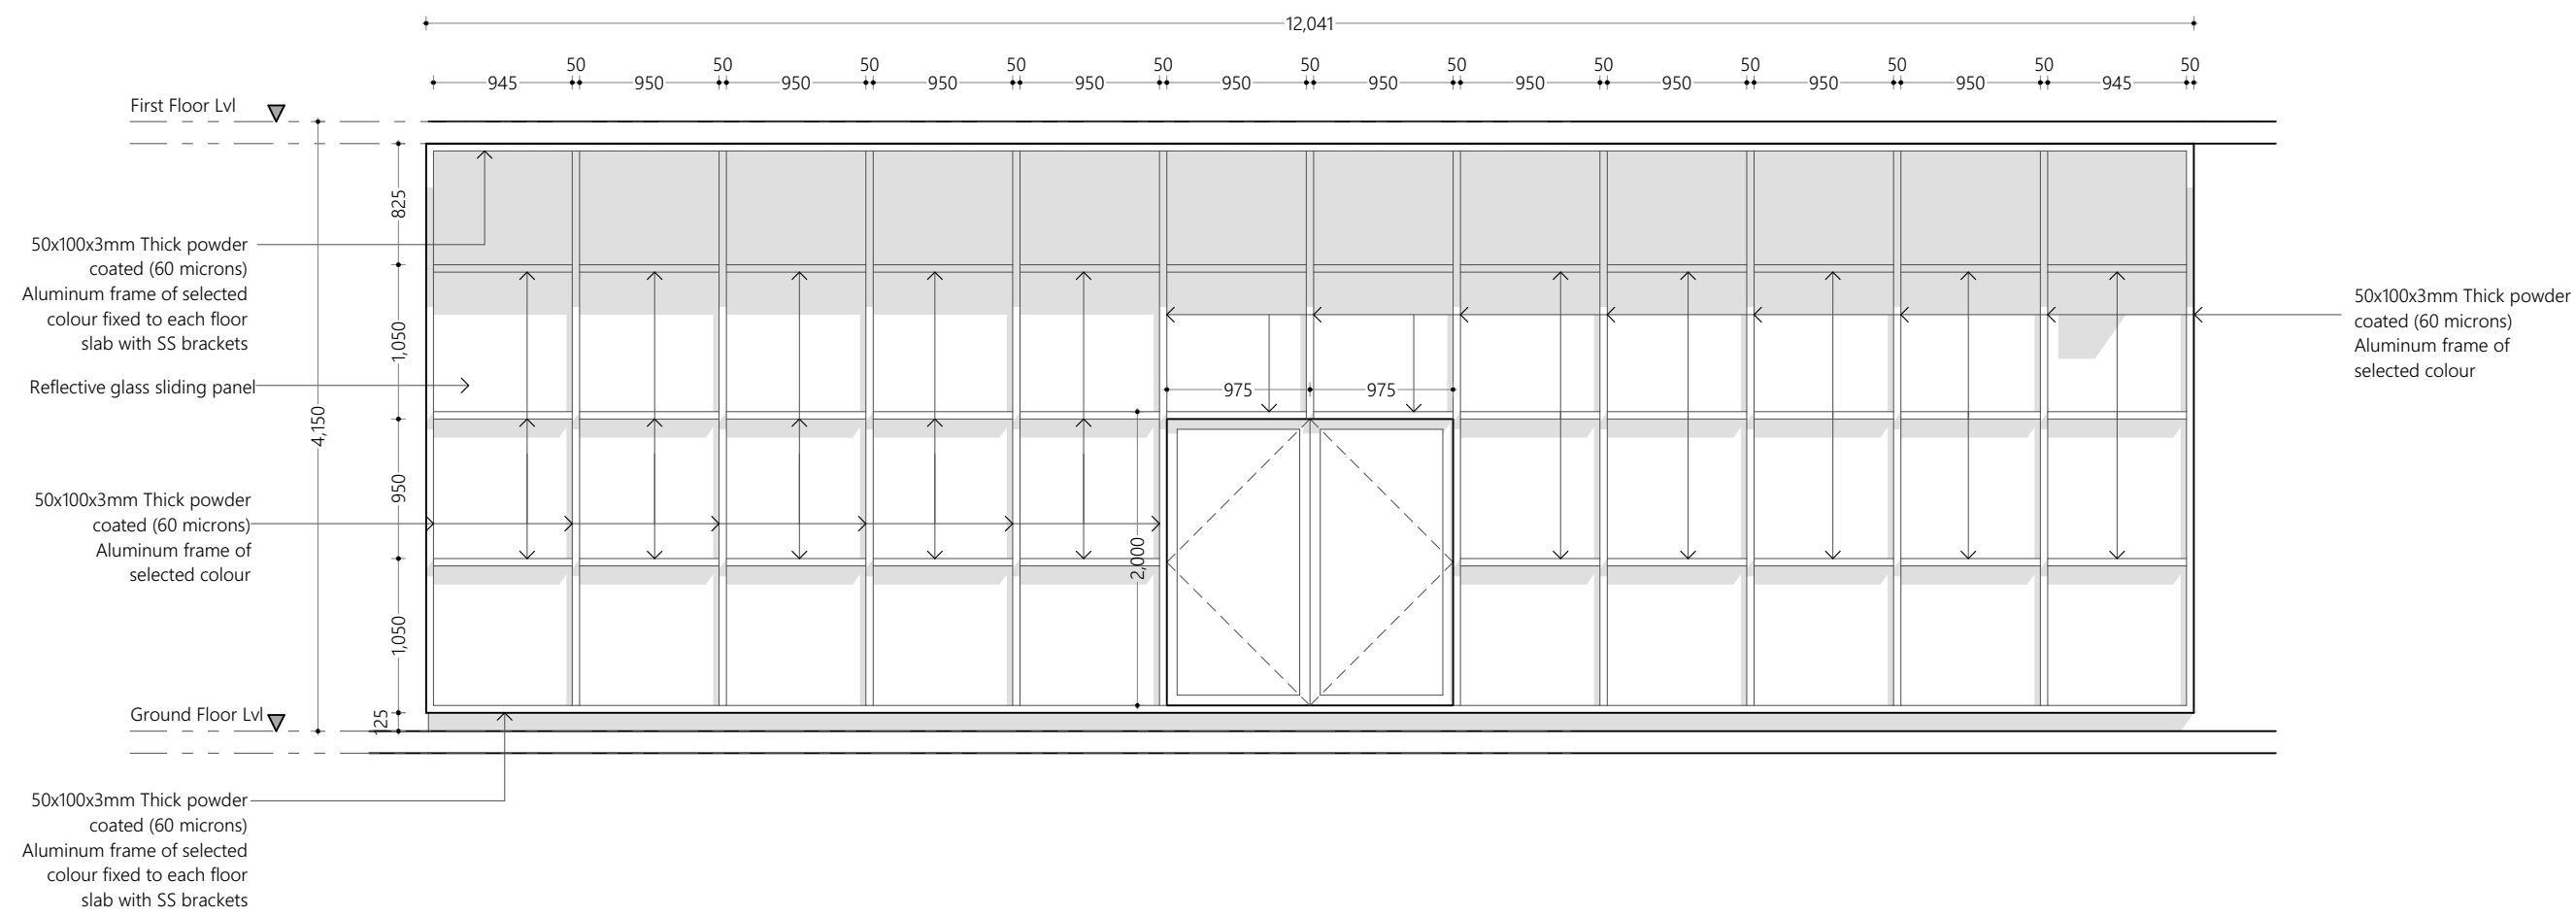 12,041
50 50 50 50 50 50 50 50 50 50 50 50
945 950 950 950 950 950 950 950 950 950 950 945
First Floor Lvl
825
50x100x3mm Thick powder
coated (60 microns)
Aluminum frame of selected
colour fixed to each floor
slab with SS brackets
50x100x3mm Thick powder
coated (60 microns)
Aluminum frame of
selected colour
1,050
Reflective glass sliding panel
975 975
4,150
950
50x100x3mm Thick powder
coated (60 microns)
Aluminum frame of
selected colour
2,000
1,050
Ground Floor Lvl
125
50x100x3mm Thick powder
coated (60 microns)
Aluminum frame of selected
colour fixed to each floor
slab with SS brackets